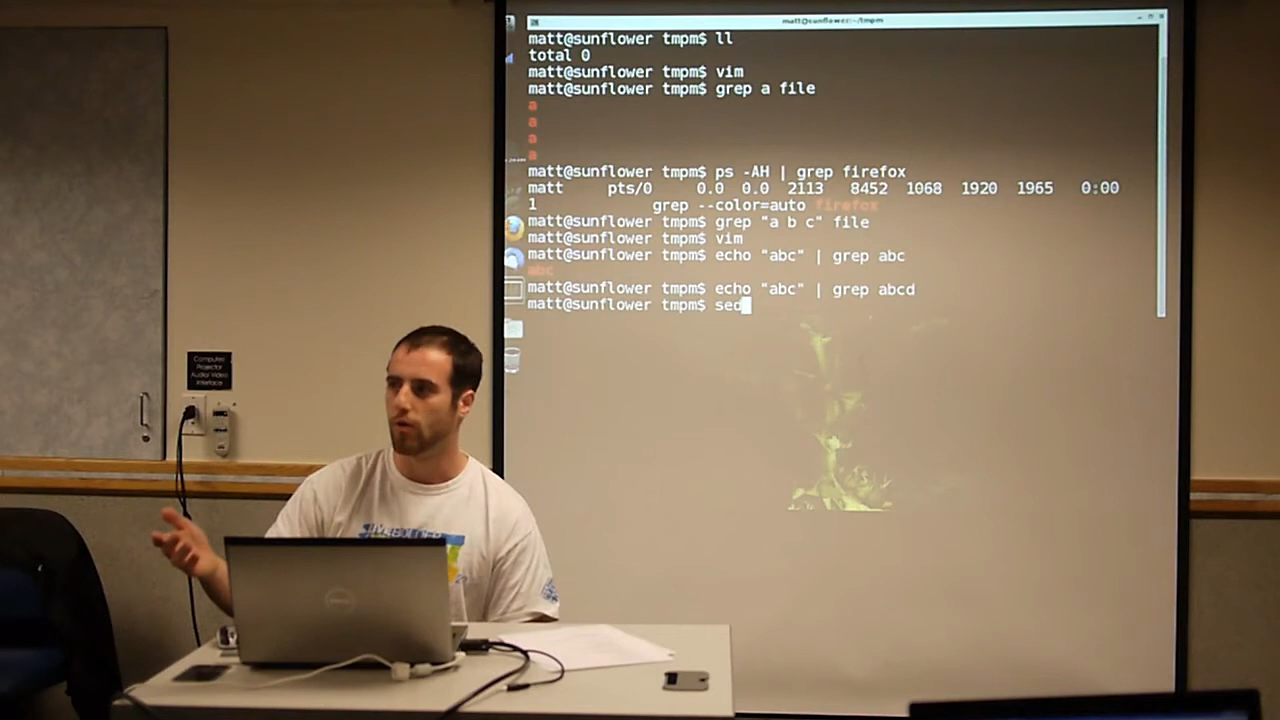 matt@sunflower:~/tmpm
matt@sunflower tmpm$ ll
total 0
matt@sunflower tmpm$ vim
matt@sunflower tmpm$ grep a file
a
a
a
a
matt@sunflower tmpm$ ps -AH | grep firefox
matt pts/0 0.0 0.0 2113 8452 1068 1920 1965 0:00
1 grep --color=auto firefox
matt@sunflower tmpm$ grep "a b c" file
matt@sunflower tmpm$ vim
matt@sunflower tmpm$ echo "abc" | grep abc
abc
matt@sunflower tmpm$ echo "abc" | grep abcd
matt@sunflower tmpm$ sed
Computer
Projector
Audio/Video
Interface
DELL